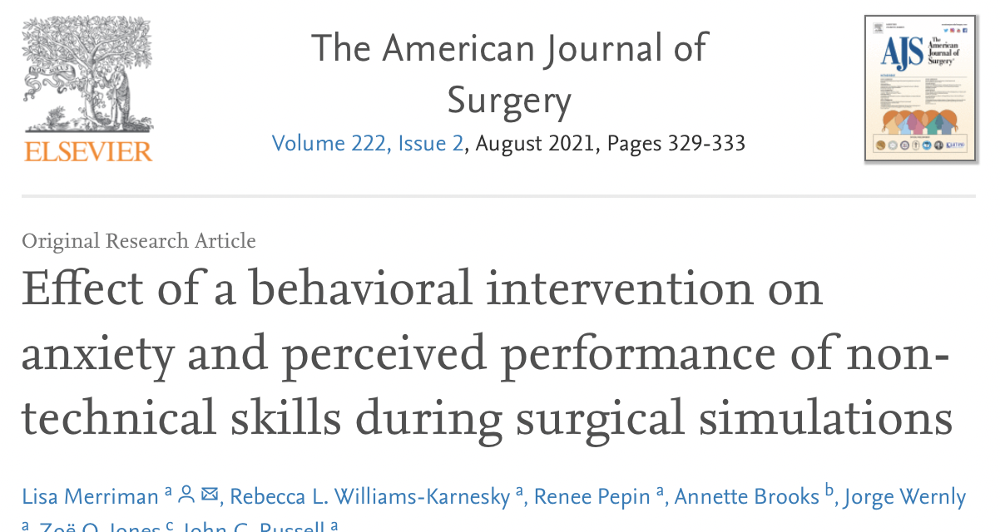 The American Journal of
Surgery
Volume 222, Issue 2, August 2021, Pages 329-333
ELSEVIER
AJS
The
American
Journal of
Surgery
Original Research Article
Effect of a behavioral intervention on
anxiety and perceived performance of non-
technical skills during surgical simulations
Lisa Merriman a, Rebecca L. Williams-Karnesky a, Renee Pepin a, Annette Brooks b, Jorge Wernly
a, Zoë O. Jones c, John C. Russell a